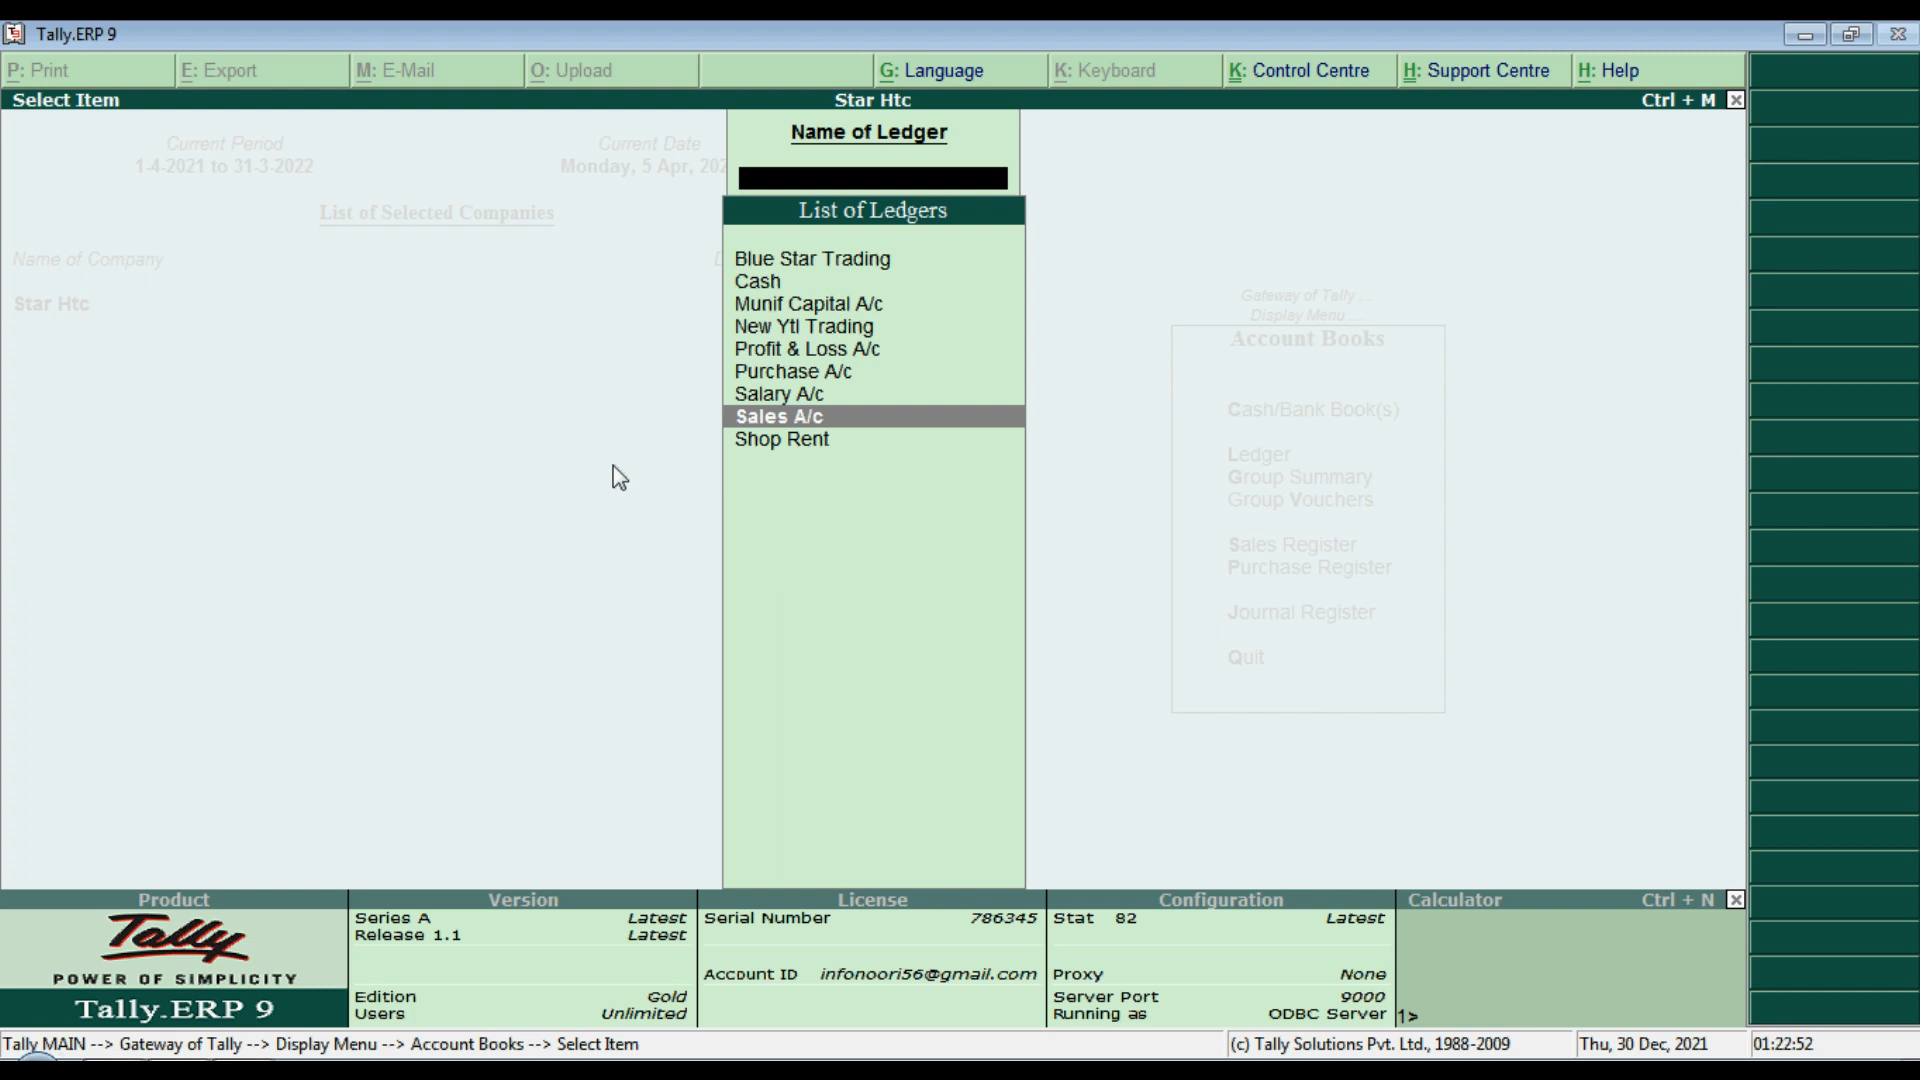 Tally.ERP 9
P: Print
E: Export
M: E-Mail
O: Upload
G: Language
K: Keyboard
K: Control Centre
H: Support Centre
H: Help
Select Item
Star Htc
Ctrl + M
Current Period
1-4-2021 to 31-3-2022
Current Date
Monday, 5 Apr, 202
List of Selected Companies
Name of Company
Star Htc
Name of Ledger
List of Ledgers
Blue Star Trading
Cash
Munif Capital A/c
New Ytl Trading
Profit & Loss A/c
Purchase A/c
Salary A/c
Sales A/c
Shop Rent
Gateway of Tally ...
Display Menu ....
Account Books
Cash/Bank Book(s)
Ledger
Group Summary
Group Vouchers
Sales Register
Purchase Register
Journal Register
Quit
Product
Tally
POWER OF SIMPLICITY
Tally.ERP 9
Version
Series A Latest
Release 1.1 Latest
Edition Gold
Users Unlimited
License
Serial Number 786345
Account ID infonoori56@gmail.com
Configuration
Stat 82 Latest
Proxy None
Server Port 9000
Running as ODBC Server
Calculator Ctrl + N
1>
Tally MAIN --> Gateway of Tally --> Display Menu --> Account Books --> Select Item
(c) Tally Solutions Pvt. Ltd., 1988-2009
Thu, 30 Dec, 2021
01:22:52